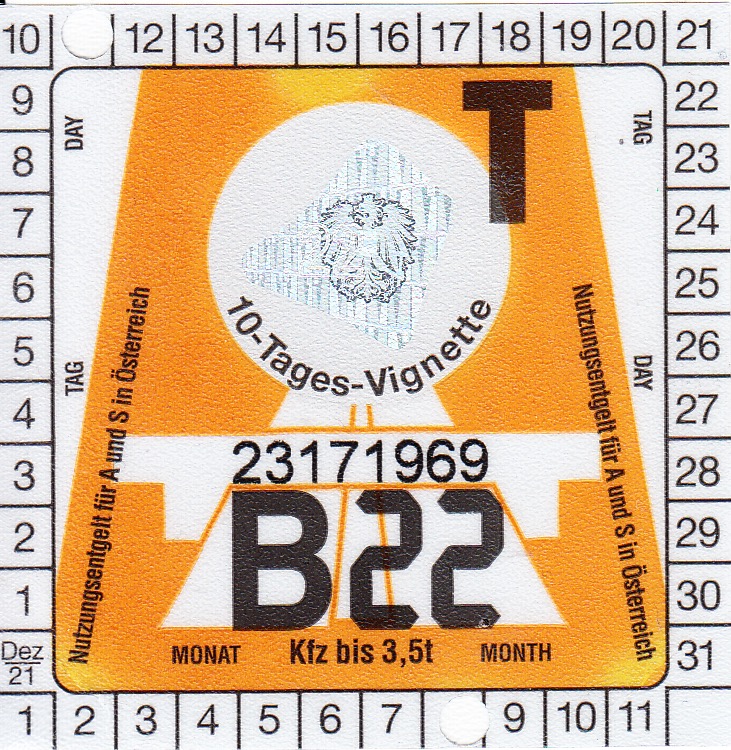 10 12 13 14 15 16 17 18 19 20 21
9 22
8 23
7 24
6 25
5 26
4 27
3 28
2 29
1 30
Dez
21
31
1 2 3 4 5 6 7 9 10 11
DAY
TAG
T
TAG
DAY
Nutzungsentgelt für A und S in Österreich
Nutzungsentgelt für A und S in Österreich
10-Tages-Vignette
23171969
B22
MONAT Kfz bis 3,5t MONTH